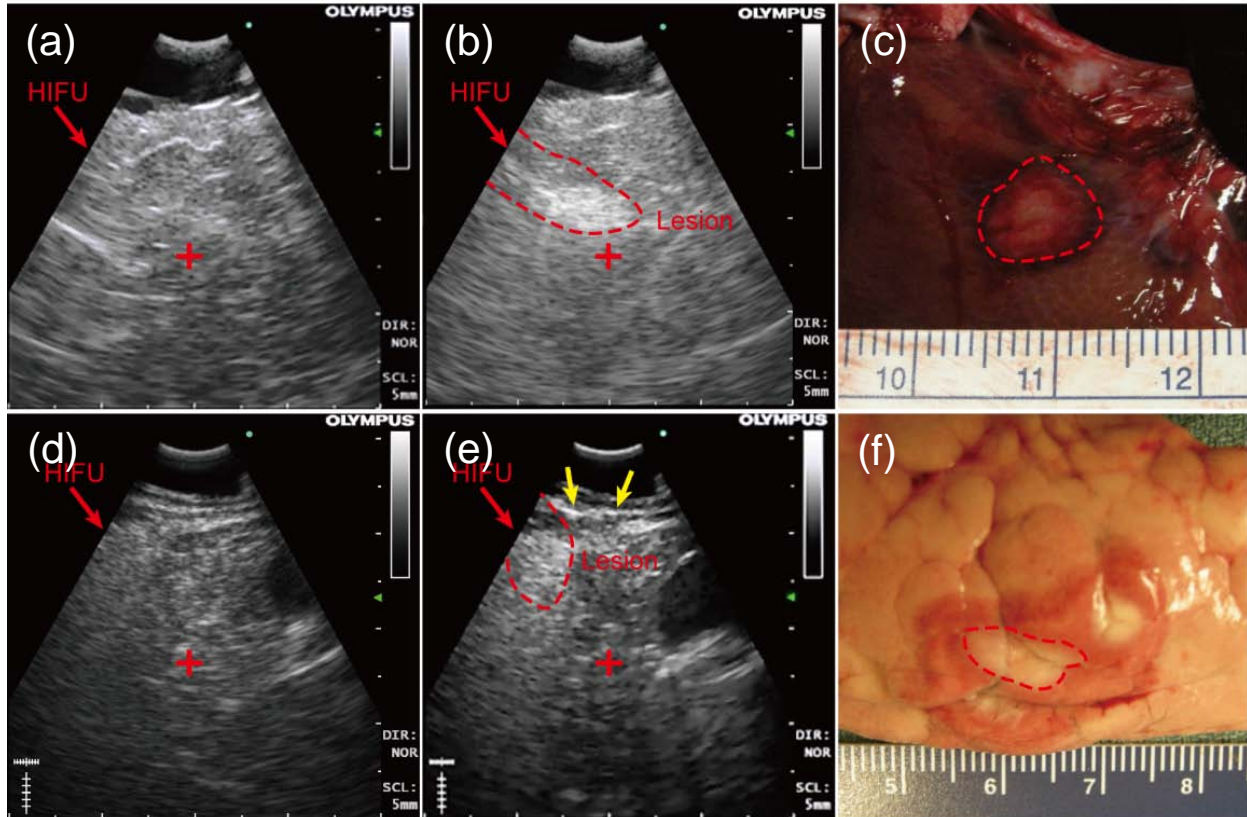 (a)
OLYMPUS
HIFU
DIR:
NOR
SCL:
5mm
(b)
OLYMPUS
HIFU
Lesion
DIR:
NOR
SCL:
5mm
(c)
10 11 12
(d)
OLYMPUS
HIFU
DIR:
NOR
SCL:
5mm
(e)
OLYMPUS
HIFU
Lesion
DIR:
NOR
SCL:
5mm
(f)
5 6 7 8